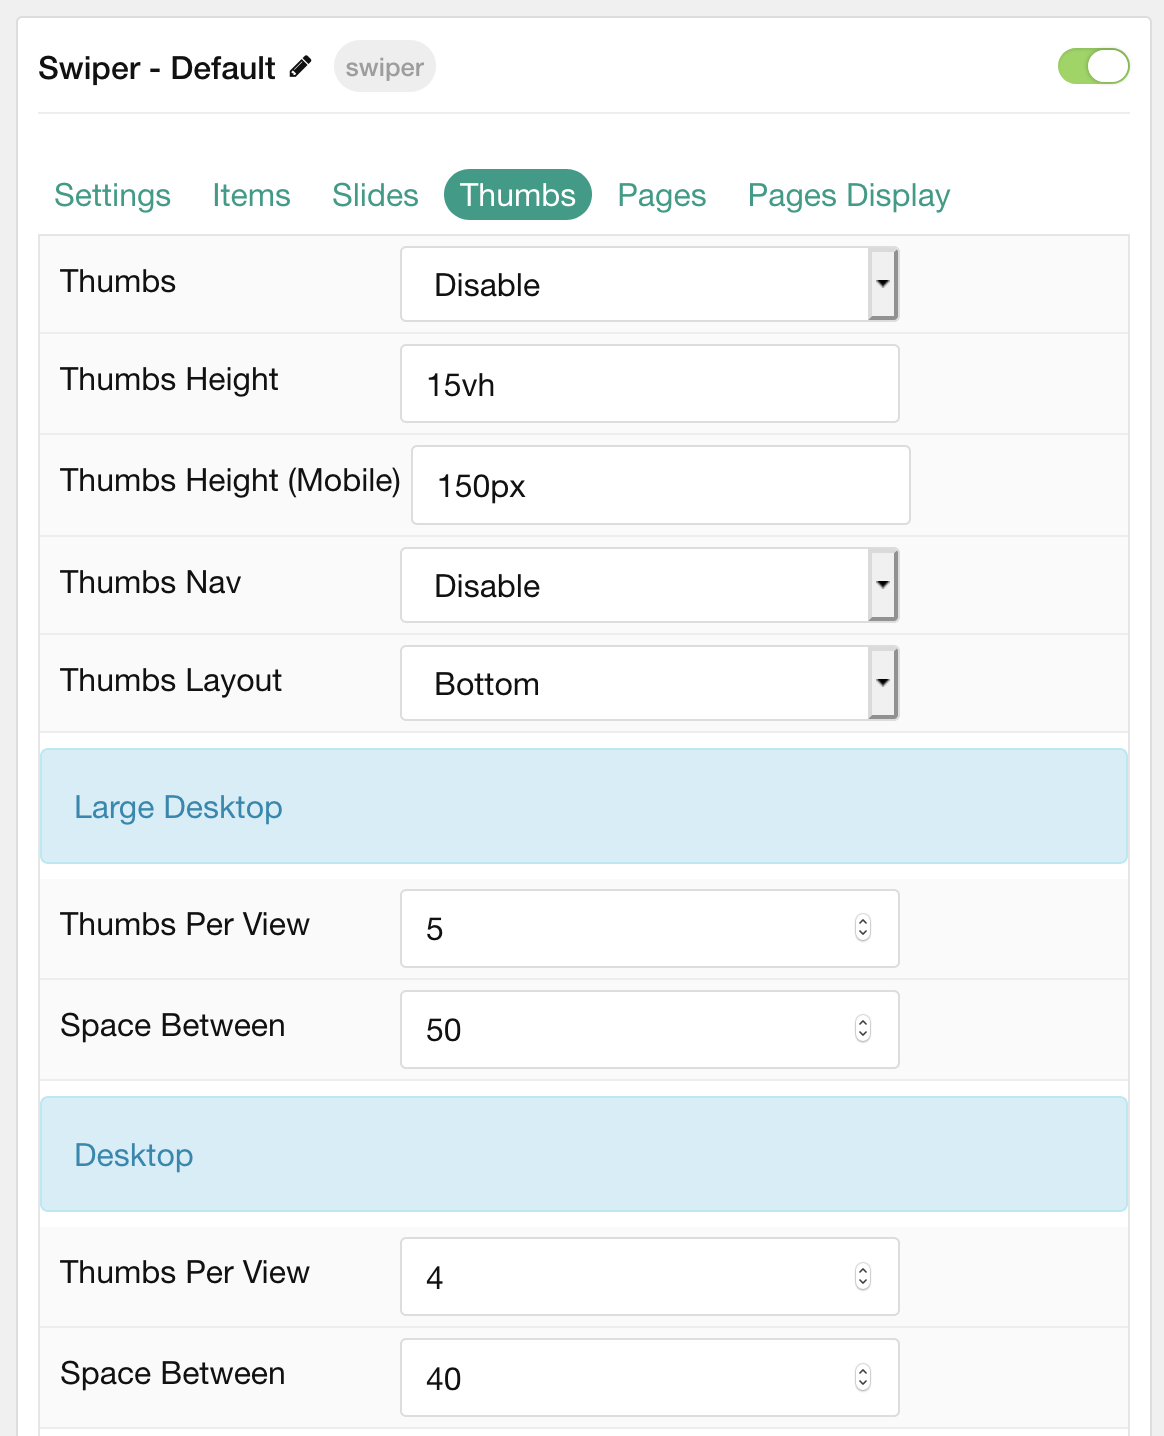 Swiper - Default swiper
Settings Items Slides Thumbs Pages Pages Display
Thumbs Disable
Thumbs Height 15vh
Thumbs Height (Mobile) 150px
Thumbs Nav Disable
Thumbs Layout Bottom
Large Desktop
Thumbs Per View 5
Space Between 50
Desktop
Thumbs Per View 4
Space Between 40